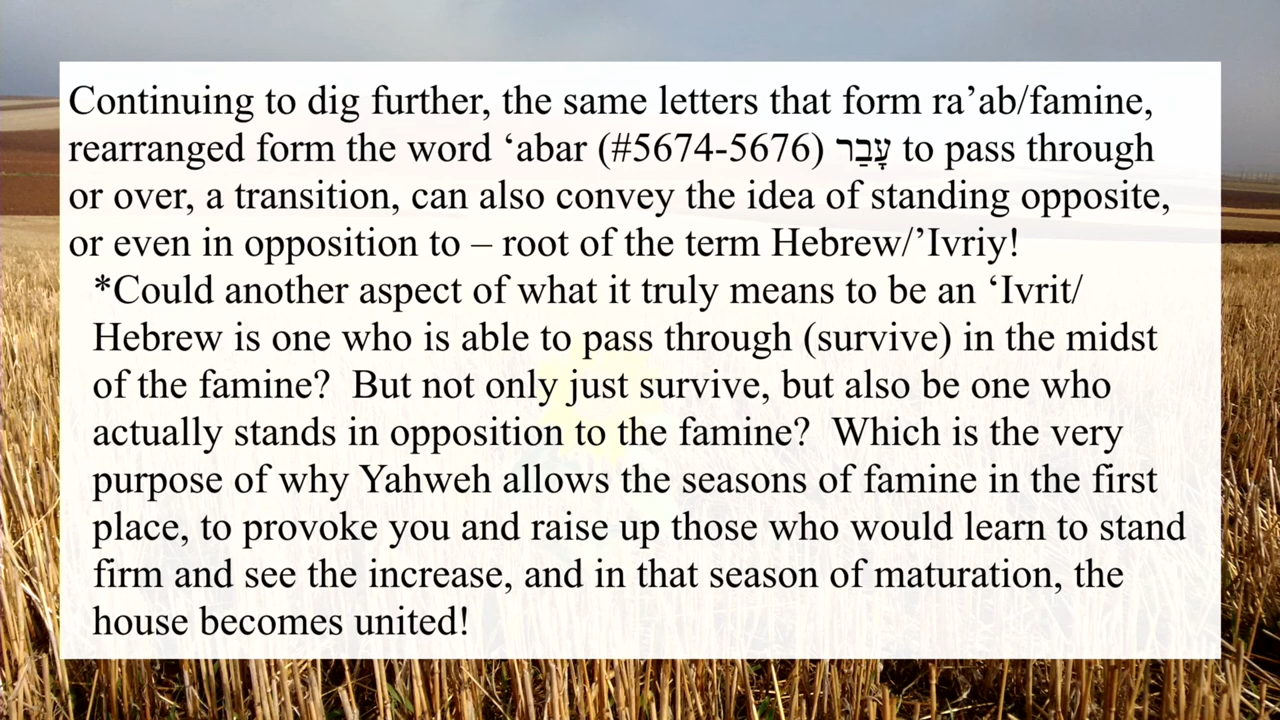 Continuing to dig further, the same letters that form ra’ab/famine,
rearranged form the word ‘abar (#5674-5676) עָבַר to pass through
or over, a transition, can also convey the idea of standing opposite,
or even in opposition to – root of the term Hebrew/’Ivriy!
*Could another aspect of what it truly means to be an ‘Ivrit/
Hebrew is one who is able to pass through (survive) in the midst
of the famine?  But not only just survive, but also be one who
actually stands in opposition to the famine?  Which is the very
purpose of why Yahweh allows the seasons of famine in the first
place, to provoke you and raise up those who would learn to stand
firm and see the increase, and in that season of maturation, the
house becomes united!